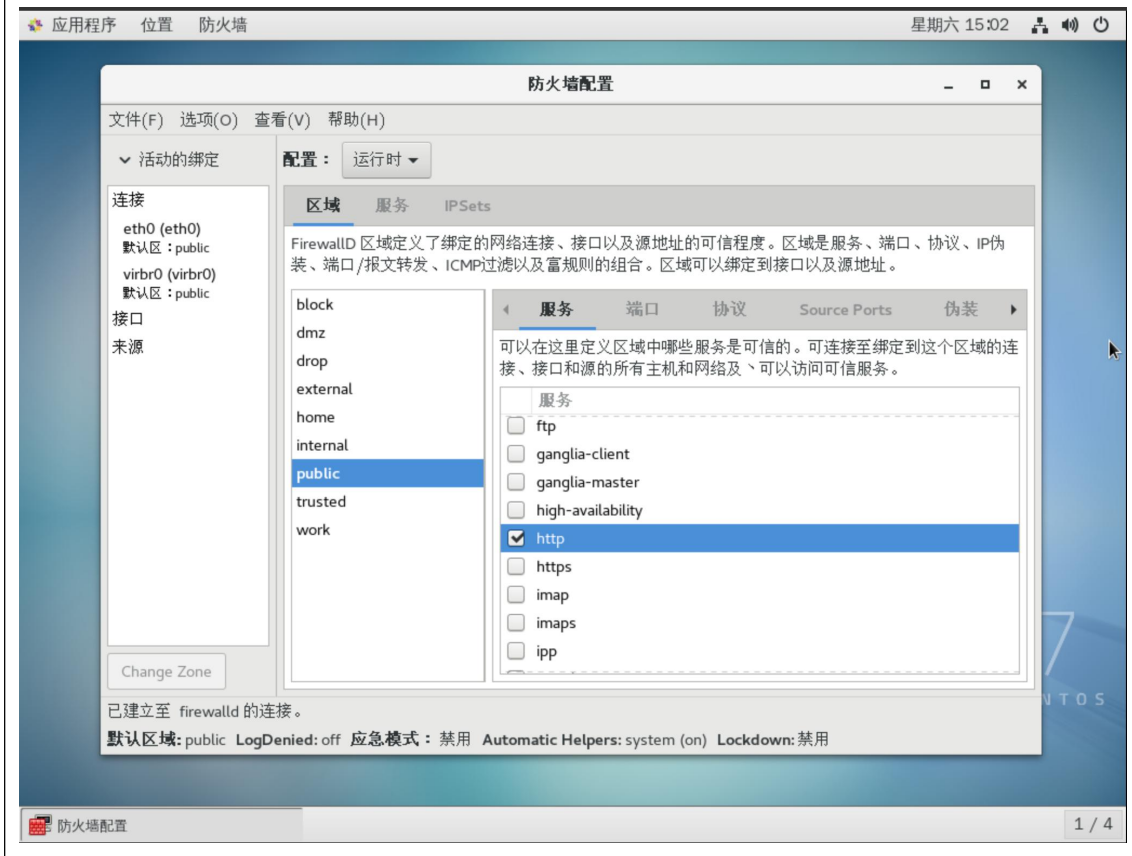 应用程序 位置 防火墙 星期六 15:02
防火墙配置
文件(F) 选项(O) 查看(V) 帮助(H)
活动的绑定
配置： 运行时
连接
eth0 (eth0)
默认区：public
virbr0 (virbr0)
默认区：public
接口
来源
Change Zone
区域 服务 IPSets
FirewallD 区域定义了绑定的网络连接、接口以及源地址的可信程度。区域是服务、端口、协议、IP伪
装、端口/报文转发、ICMP过滤以及富规则的组合。区域可以绑定到接口以及源地址。
block
dmz
drop
external
home
internal
public
trusted
work
服务 端口 协议 Source Ports 伪装
可以在这里定义区域中哪些服务是可信的。可连接至绑定到这个区域的连
接、接口和源的所有主机和网络及丶可以访问可信服务。
服务
ftp
ganglia-client
ganglia-master
high-availability
http
https
imap
imaps
ipp
已建立至 firewalld 的连接。
默认区域: public LogDenied: off 应急模式： 禁用 Automatic Helpers: system (on) Lockdown: 禁用
7
NTOS
防火墙配置
1 / 4